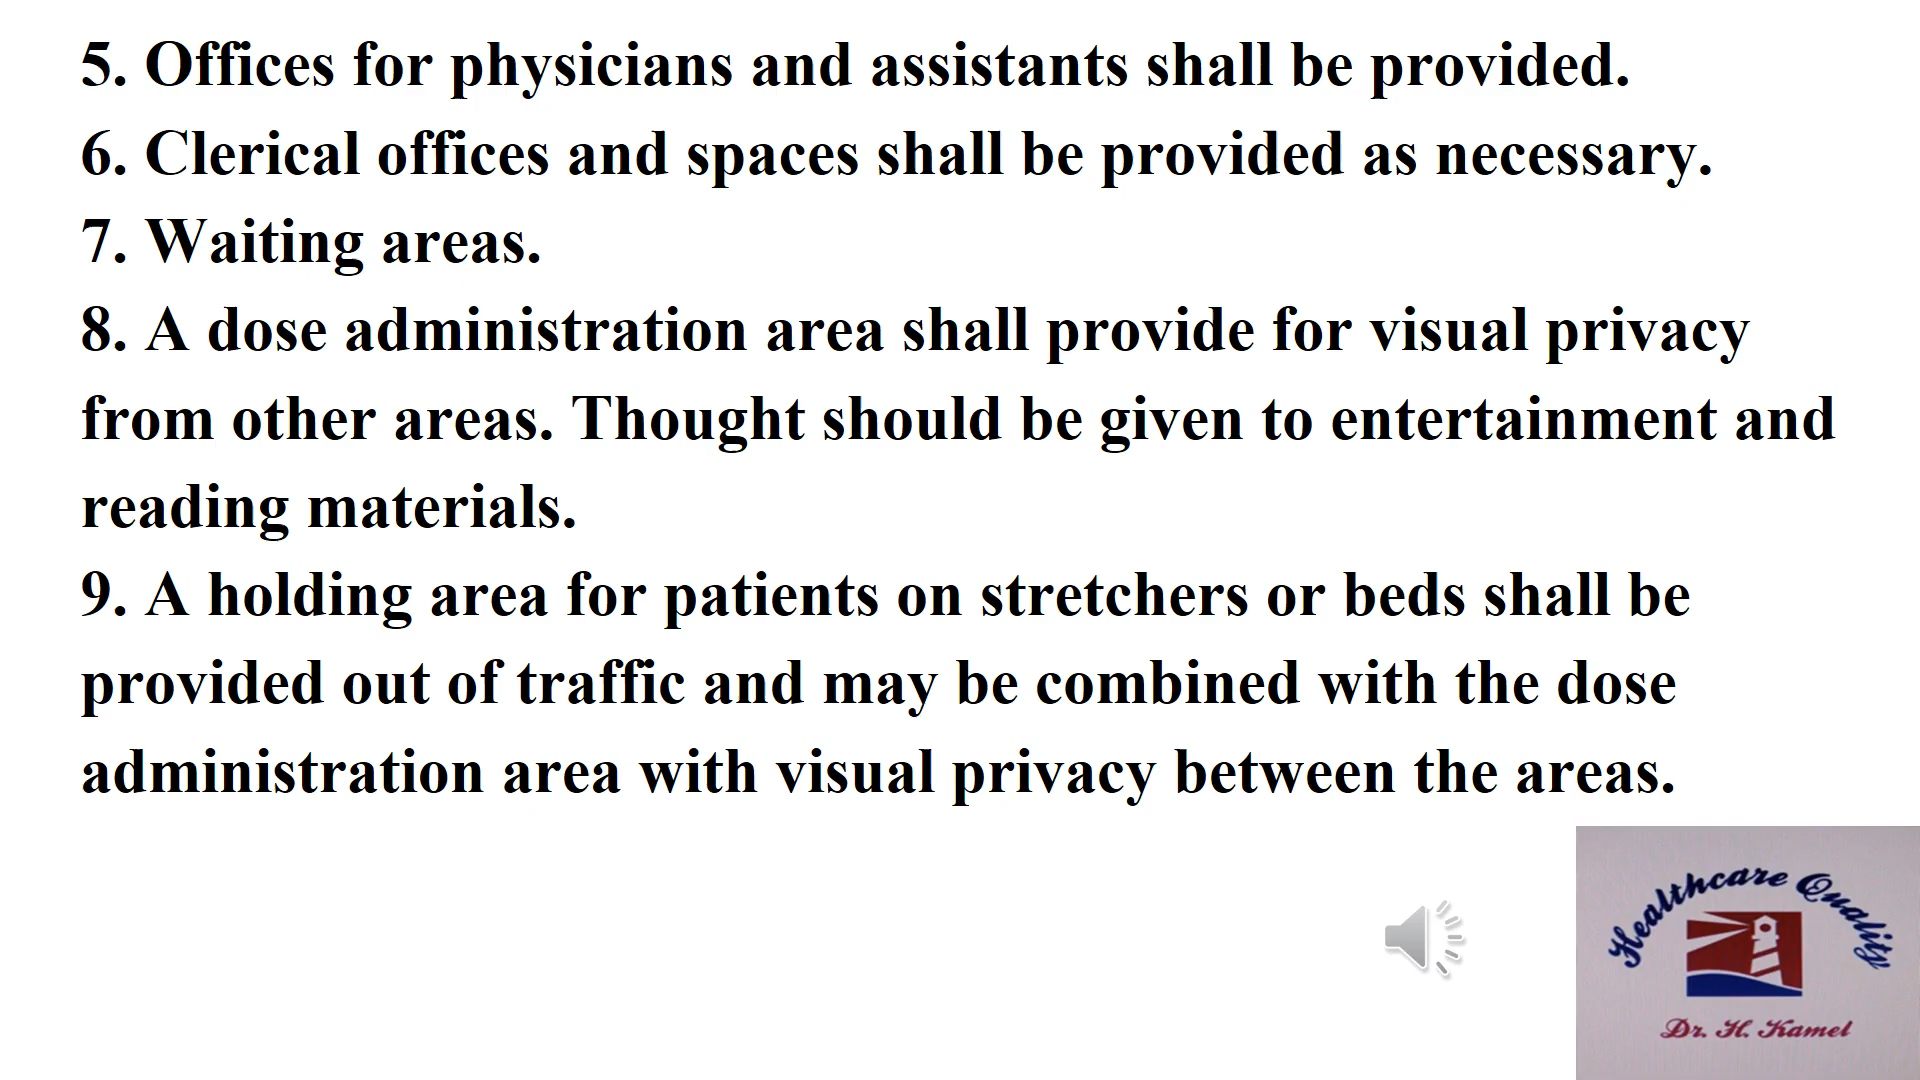 5. Offices for physicians and assistants shall be provided.
6. Clerical offices and spaces shall be provided as necessary.
7. Waiting areas.
8. A dose administration area shall provide for visual privacy
from other areas. Thought should be given to entertainment and
reading materials.
9. A holding area for patients on stretchers or beds shall be
provided out of traffic and may be combined with the dose
administration area with visual privacy between the areas.
Healthcare Quality
Dr. H. Kamel